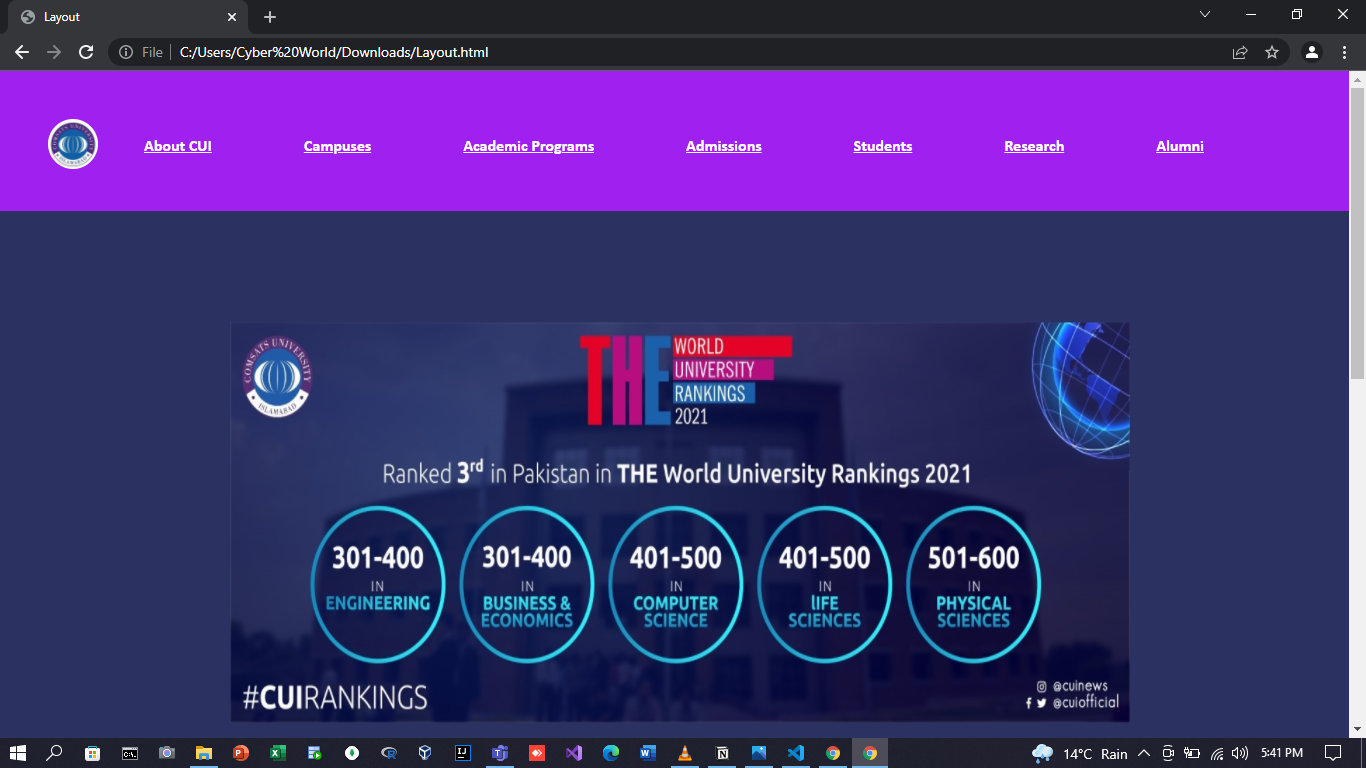 Layout
File
C:/Users/Cyber%20World/Downloads/Layout.html
About CUI Campuses Academic Programs Admissions Students Research Alumni
COMSATS UNIVERSITY
ISLAMABAD
THE
WORLD
UNIVERSITY
RANKINGS
2021
Ranked 3rd in Pakistan in THE World University Rankings 2021
301-400
IN
ENGINEERING
301-400
IN
BUSINESS &
ECONOMICS
401-500
IN
COMPUTER
SCIENCE
401-500
IN
lIFE
SCIENCES
501-600
IN
PHYSICAL
SCIENCES
#CUIRANKINGS
@cuinews
@cuiofficial
14°C Rain
5:41 PM